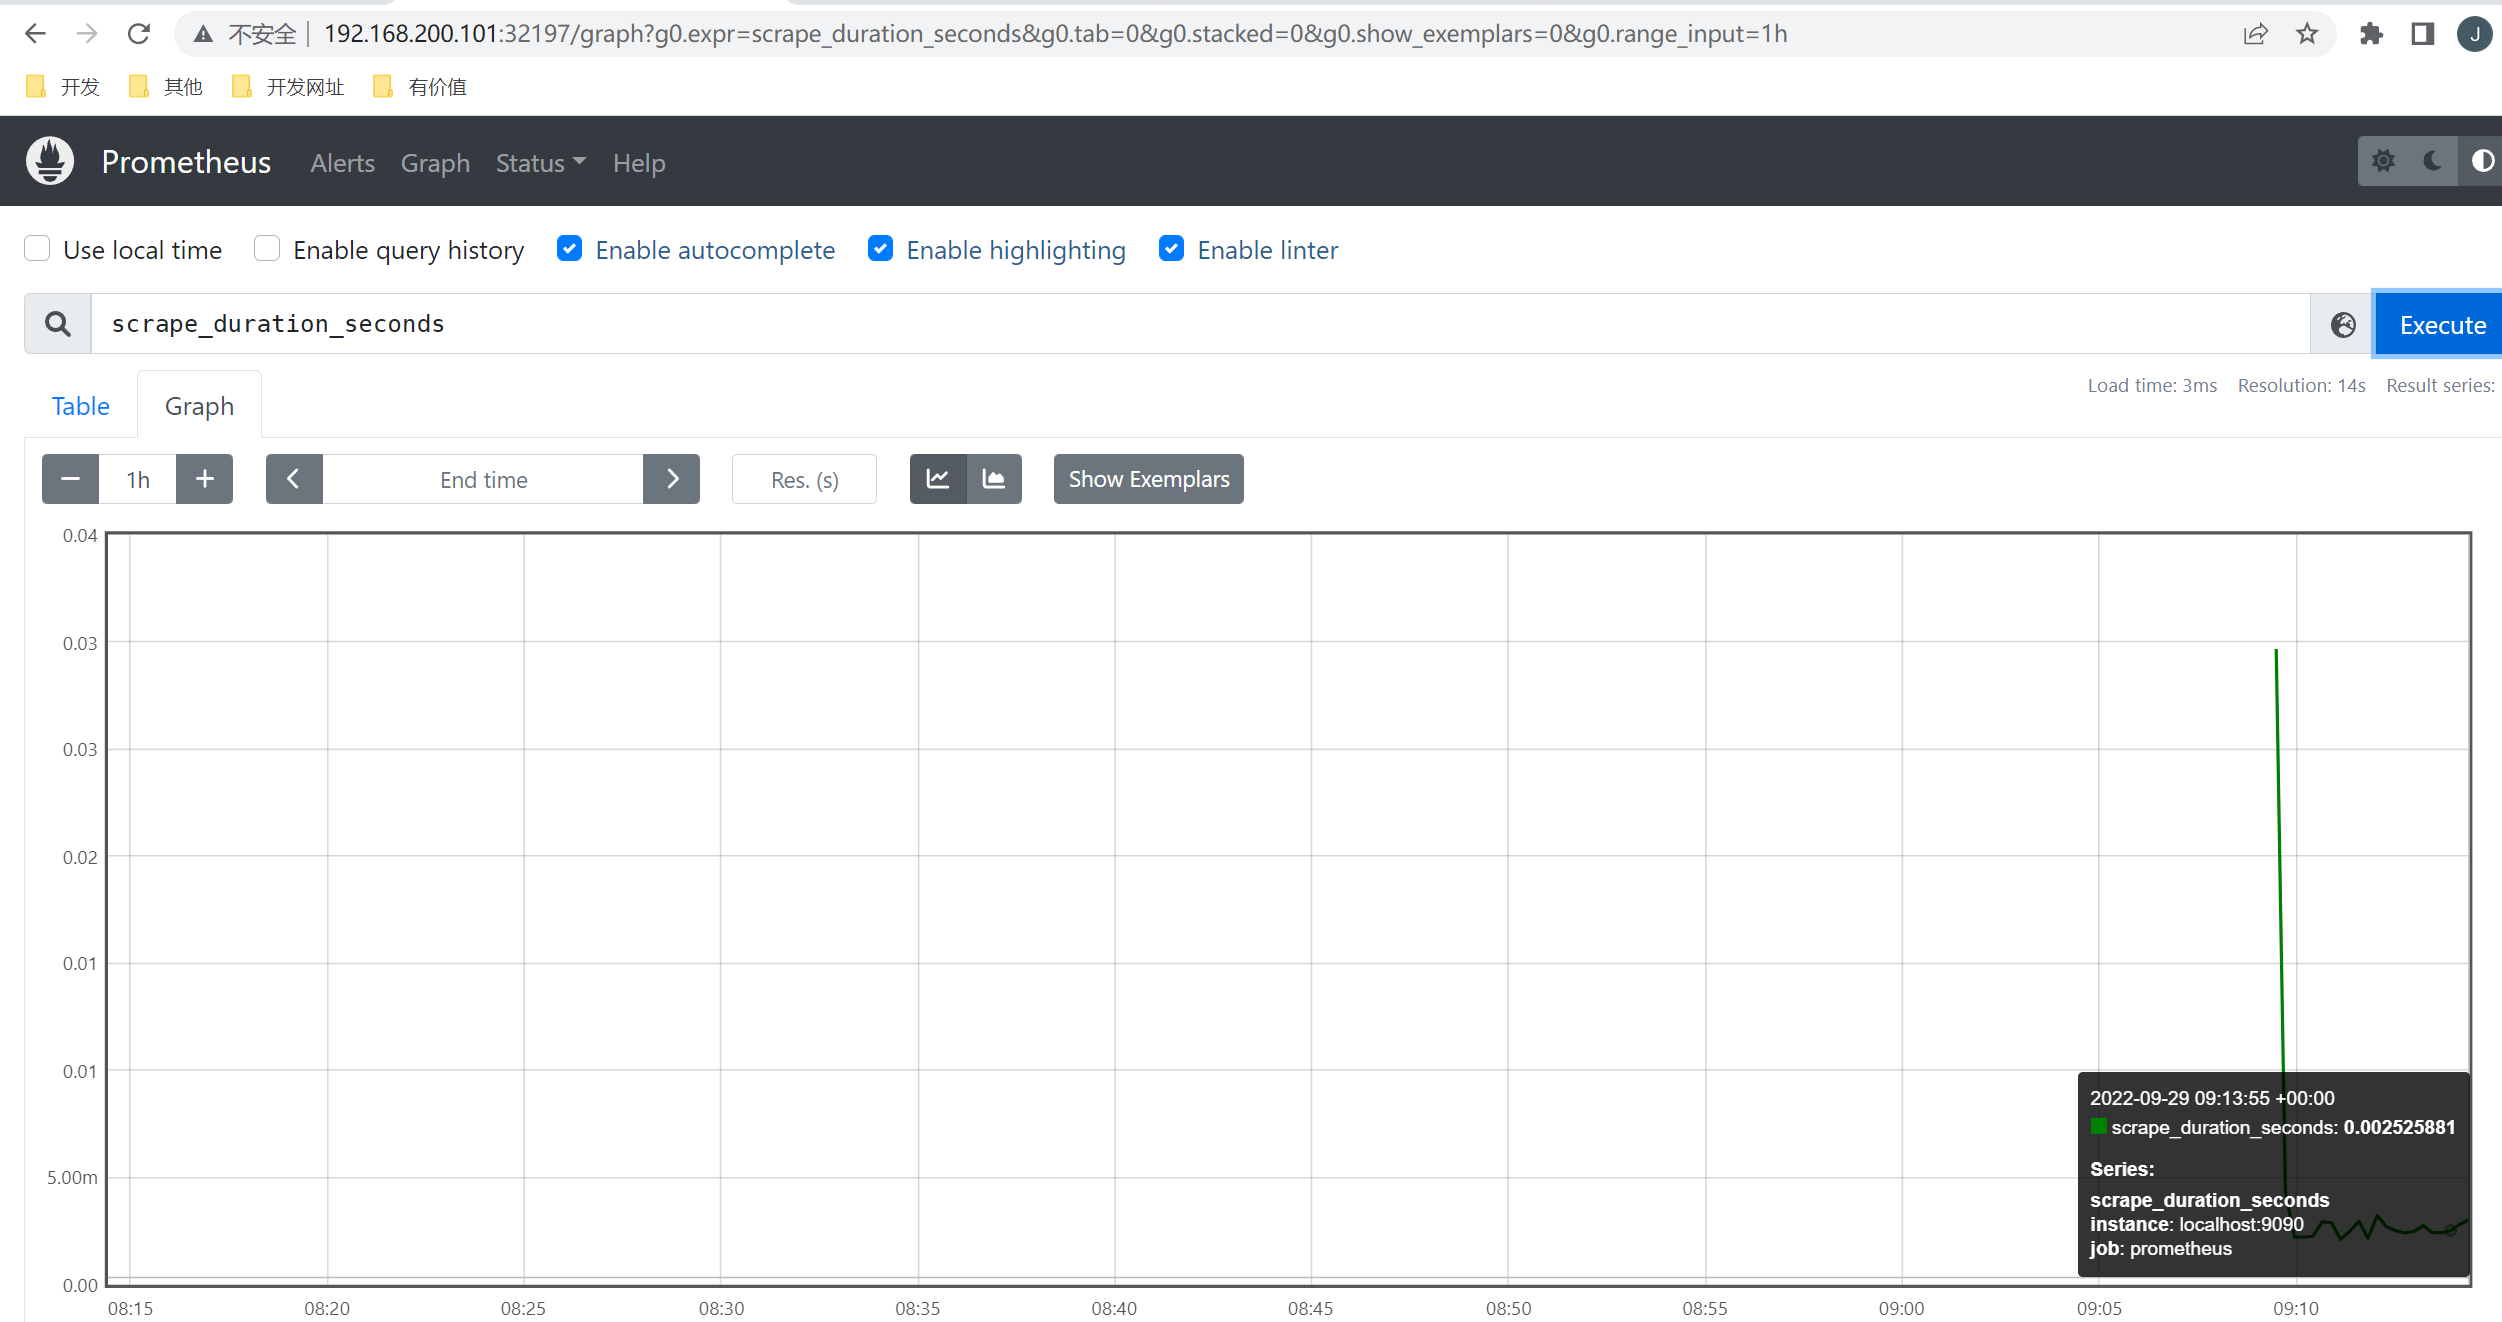 不安全 192.168.200.101:32197/graph?g0.expr=scrape_duration_seconds&g0.tab=0&g0.stacked=0&g0.show_exemplars=0&g0.range_input=1h J
开发 其他 开发网址 有价值
Prometheus Alerts Graph Status Help
Use local time Enable query history Enable autocomplete Enable highlighting Enable linter
scrape_duration_seconds Execute
Load time: 3ms Resolution: 14s Result series:
Table Graph
1h End time Res. (s) Show Exemplars
0.04
0.03
0.03
0.02
0.01
0.01
5.00m
0.00
2022-09-29 09:13:55 +00:00
scrape_duration_seconds: 0.002525881
Series:
scrape_duration_seconds
instance: localhost:9090
job: prometheus
08:15 08:20 08:25 08:30 08:35 08:40 08:45 08:50 08:55 09:00 09:05 09:10